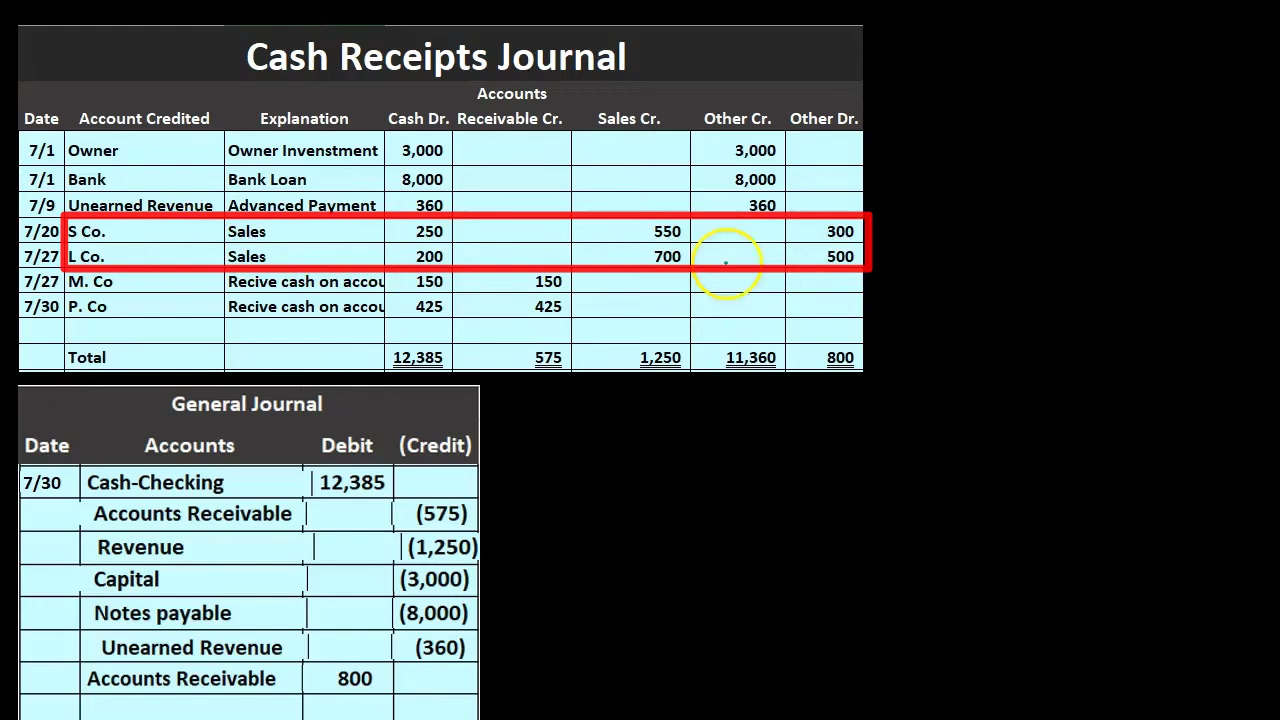 Cash Receipts Journal
Accounts
Date Account Credited Explanation Cash Dr. Receivable Cr. Sales Cr. Other Cr. Other Dr.
7/1 Owner Owner Invenstment 3,000 3,000
7/1 Bank Bank Loan 8,000 8,000
7/9 Unearned Revenue Advanced Payment 360 360
7/20 S Co. Sales 250 550 300
7/27 L Co. Sales 200 700 500
7/27 M. Co Recive cash on accou 150 150
7/30 P. Co Recive cash on accou 425 425
Total 12,385 575 1,250 11,360 800
General Journal
Date Accounts Debit (Credit)
7/30 Cash-Checking 12,385
Accounts Receivable (575)
Revenue (1,250)
Capital (3,000)
Notes payable (8,000)
Unearned Revenue (360)
Accounts Receivable 800